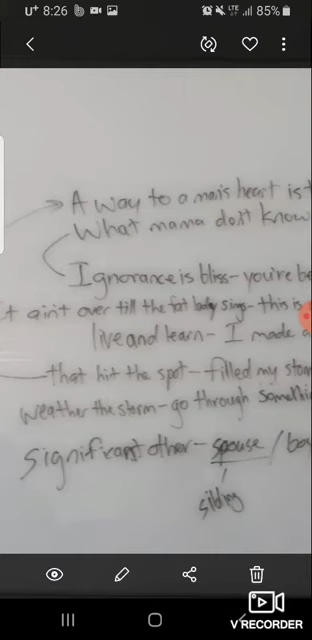 U+ 8:26 LTE 85%
A way to a man's heart is t
What mama don't know
Ignorance is bliss - you're be
t ain't over till the fat lady sings - this is
live and learn - I made a
that hit the spot - filled my stom
weather the storm - go through somethi
Significant other - spouse / bo
sibling
V RECORDER